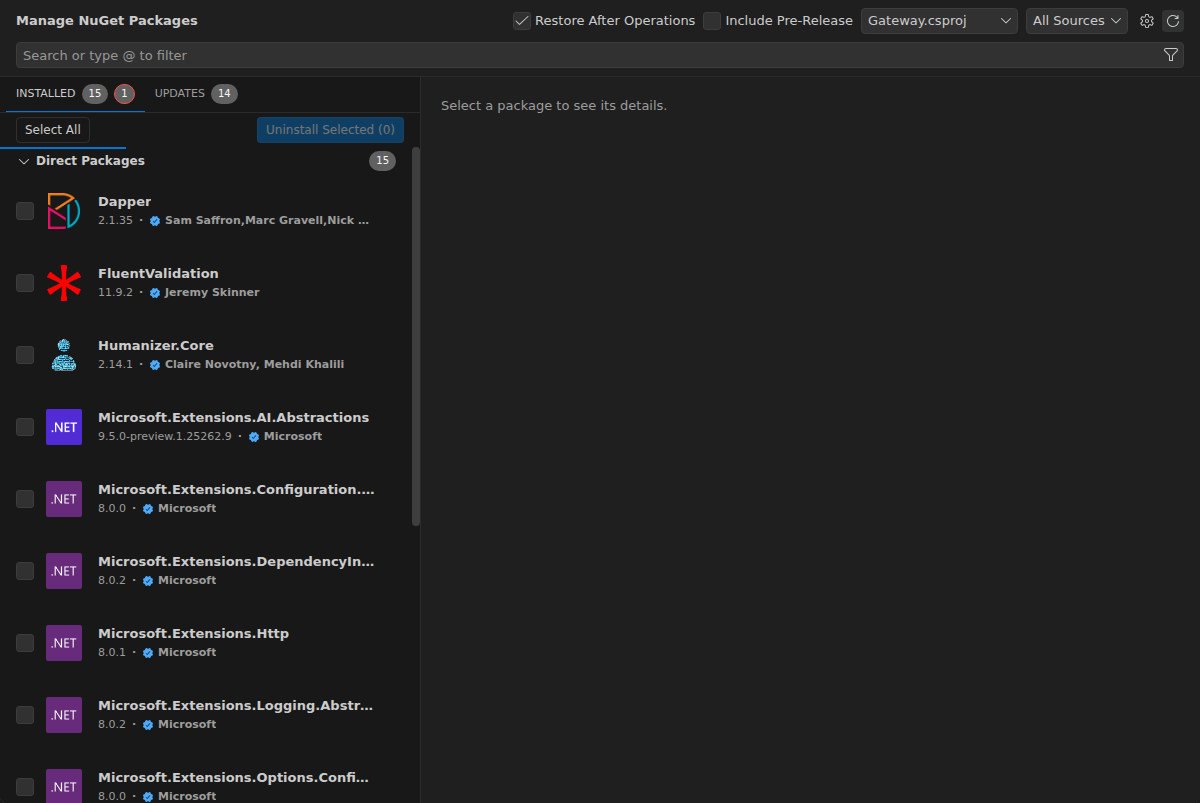 Manage NuGet Packages
Restore After Operations
Include Pre-Release
Gateway.csproj
All Sources
Search or type @ to filter
INSTALLED 15 1 UPDATES 14
Select a package to see its details.
Select All
Uninstall Selected (0)
Direct Packages 15
Dapper
2.1.35 · Sam Saffron,Marc Gravell,Nick ...
FluentValidation
11.9.2 · Jeremy Skinner
Humanizer.Core
2.14.1 · Claire Novotny, Mehdi Khalili
.NET
Microsoft.Extensions.AI.Abstractions
9.5.0-preview.1.25262.9 · Microsoft
.NET
Microsoft.Extensions.Configuration....
8.0.0 · Microsoft
.NET
Microsoft.Extensions.DependencyIn...
8.0.2 · Microsoft
.NET
Microsoft.Extensions.Http
8.0.1 · Microsoft
.NET
Microsoft.Extensions.Logging.Abstr...
8.0.2 · Microsoft
.NET
Microsoft.Extensions.Options.Confi...
8.0.0 · Microsoft